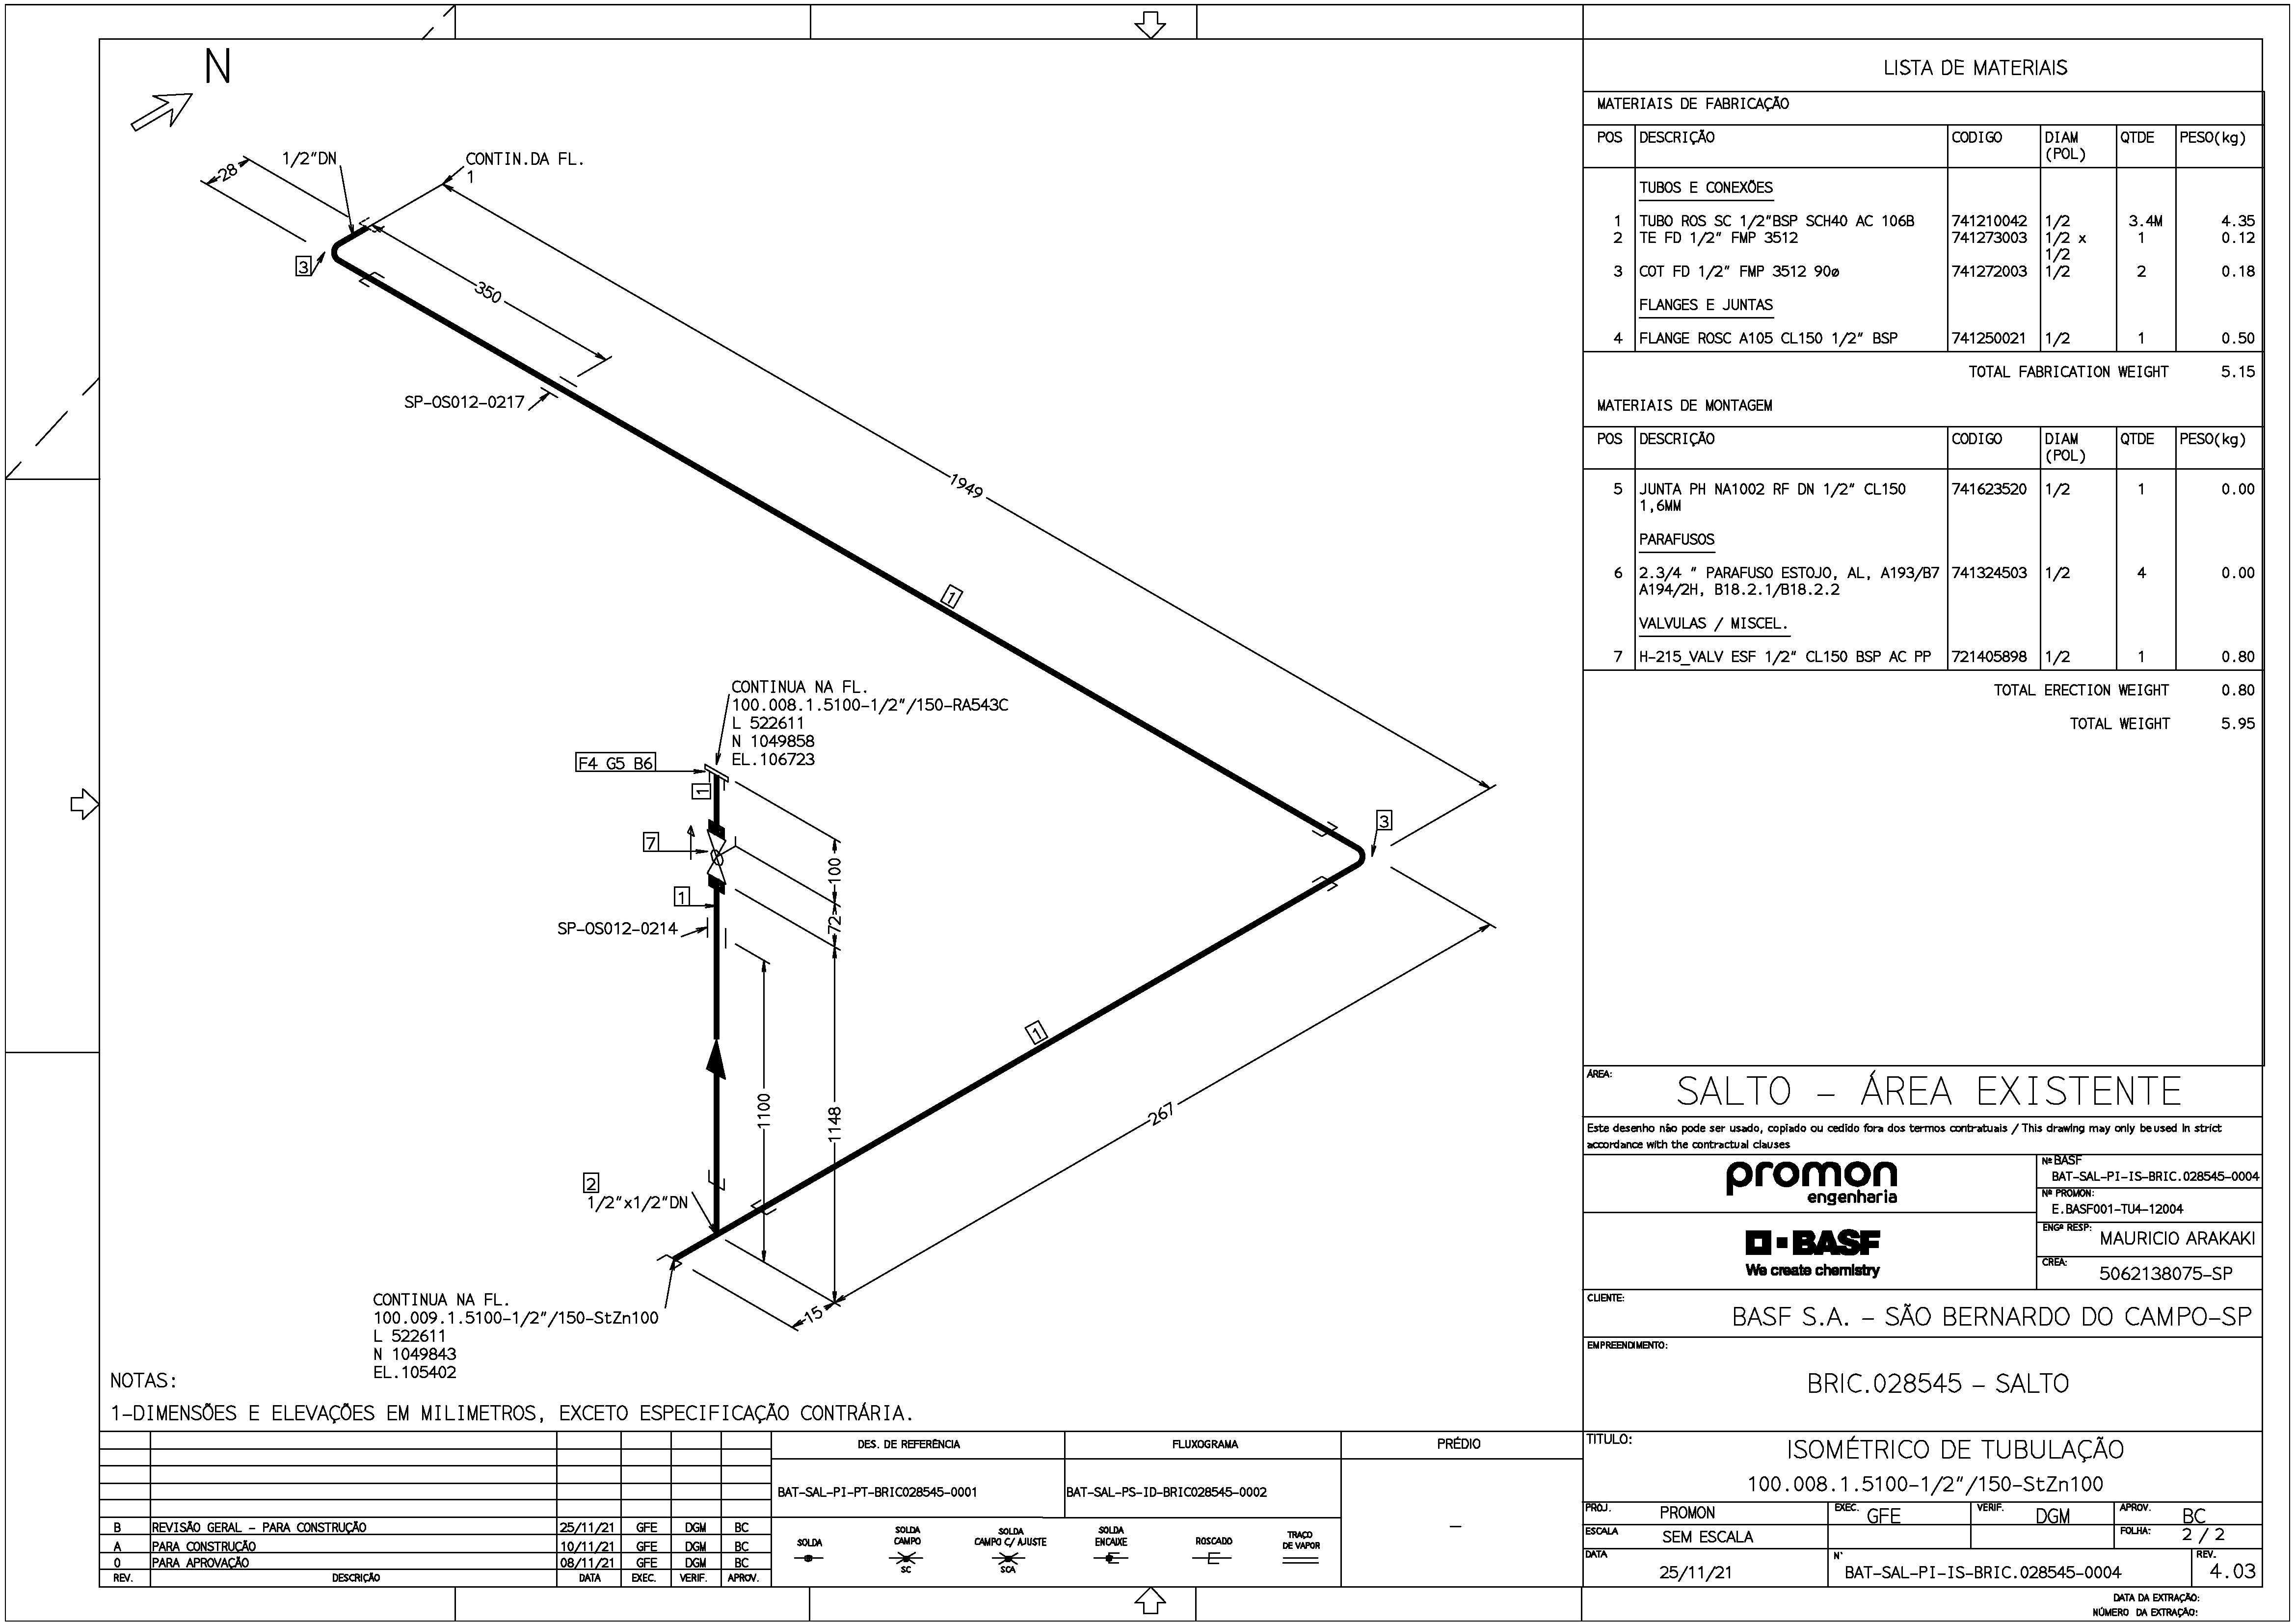 N
28
1/2"DN
CONTIN.DA FL.
1
3
350
SP-OS012-0217
1949
1
CONTINUA NA FL.
100.008.1.5100-1/2"/150-RA543C
L 522611
N 1049858
EL.106723
F4 G5 B6
1
7
100
3
1
72
SP-OS012-0214
1
1100
1148
267
2
1/2"x1/2"DN
15
CONTINUA NA FL.
100.009.1.5100-1/2"/150-StZn100
L 522611
N 1049843
EL.105402
NOTAS:
1-DIMENSÕES E ELEVAÇÕES EM MILIMETROS, EXCETO ESPECIFICAÇÃO CONTRÁRIA.
LISTA DE MATERIAIS
MATERIAIS DE FABRICAÇÃO
POS DESCRIÇÃO CODIGO DIAM (POL) QTDE PESO(kg)
TUBOS E CONEXÕES
1 TUBO ROS SC 1/2"BSP SCH40 AC 106B 741210042 1/2 3.4M 4.35
2 TE FD 1/2" FMP 3512 741273003 1/2 x 1 0.12
1/2
3 COT FD 1/2" FMP 3512 90ø 741272003 1/2 2 0.18
FLANGES E JUNTAS
4 FLANGE ROSC A105 CL150 1/2" BSP 741250021 1/2 1 0.50
TOTAL FABRICATION WEIGHT 5.15
MATERIAIS DE MONTAGEM
POS DESCRIÇÃO CODIGO DIAM (POL) QTDE PESO(kg)
5 JUNTA PH NA1002 RF DN 1/2" CL150 741623520 1/2 1 0.00
1,6MM
PARAFUSOS
6 2.3/4 " PARAFUSO ESTOJO, AL, A193/B7 741324503 1/2 4 0.00
A194/2H, B18.2.1/B18.2.2
VALVULAS / MISCEL.
7 H-215_VALV ESF 1/2" CL150 BSP AC PP 721405898 1/2 1 0.80
TOTAL ERECTION WEIGHT 0.80
TOTAL WEIGHT 5.95
ÁREA:
SALTO - ÁREA EXISTENTE
Este desenho não pode ser usado, copiado ou cedido fora dos termos contratuais / This drawing may only be used in strict
accordance with the contractual clauses
promon
engenharia
Nº BASF
BAT-SAL-PI-IS-BRIC.028545-0004
Nº PROMON:
E.BASF001-TU4-12004
BASF
We create chemistry
ENGº RESP:
MAURICIO ARAKAKI
CREA:
5062138075-SP
CLIENTE:
BASF S.A. - SÃO BERNARDO DO CAMPO-SP
EMPREENDIMENTO:
BRIC.028545 - SALTO
TITULO:
ISOMÉTRICO DE TUBULAÇÃO
100.008.1.5100-1/2"/150-StZn100
PROJ. PROMON EXEC. GFE VERIF. DGM APROV. BC
ESCALA SEM ESCALA FOLHA: 2 / 2
DATA 25/11/21 N° BAT-SAL-PI-IS-BRIC.028545-0004 REV. 4.03
DATA DA EXTRAÇÃO:
NÚMERO DA EXTRAÇÃO:
DES. DE REFERÊNCIA FLUXOGRAMA PRÉDIO
BAT-SAL-PI-PT-BRIC028545-0001 BAT-SAL-PS-ID-BRIC028545-0002 -
B REVISÃO GERAL - PARA CONSTRUÇÃO 25/11/21 GFE DGM BC
A PARA CONSTRUÇÃO 10/11/21 GFE DGM BC
0 PARA APROVAÇÃO 08/11/21 GFE DGM BC
REV. DESCRIÇÃO DATA EXEC. VERIF. APROV.
SOLDA
SOLDA CAMPO
SC
SOLDA CAMPO C/ AJUSTE
SCA
SOLDA ENCAIXE
ROSCADO
TRAÇO DE VAPOR